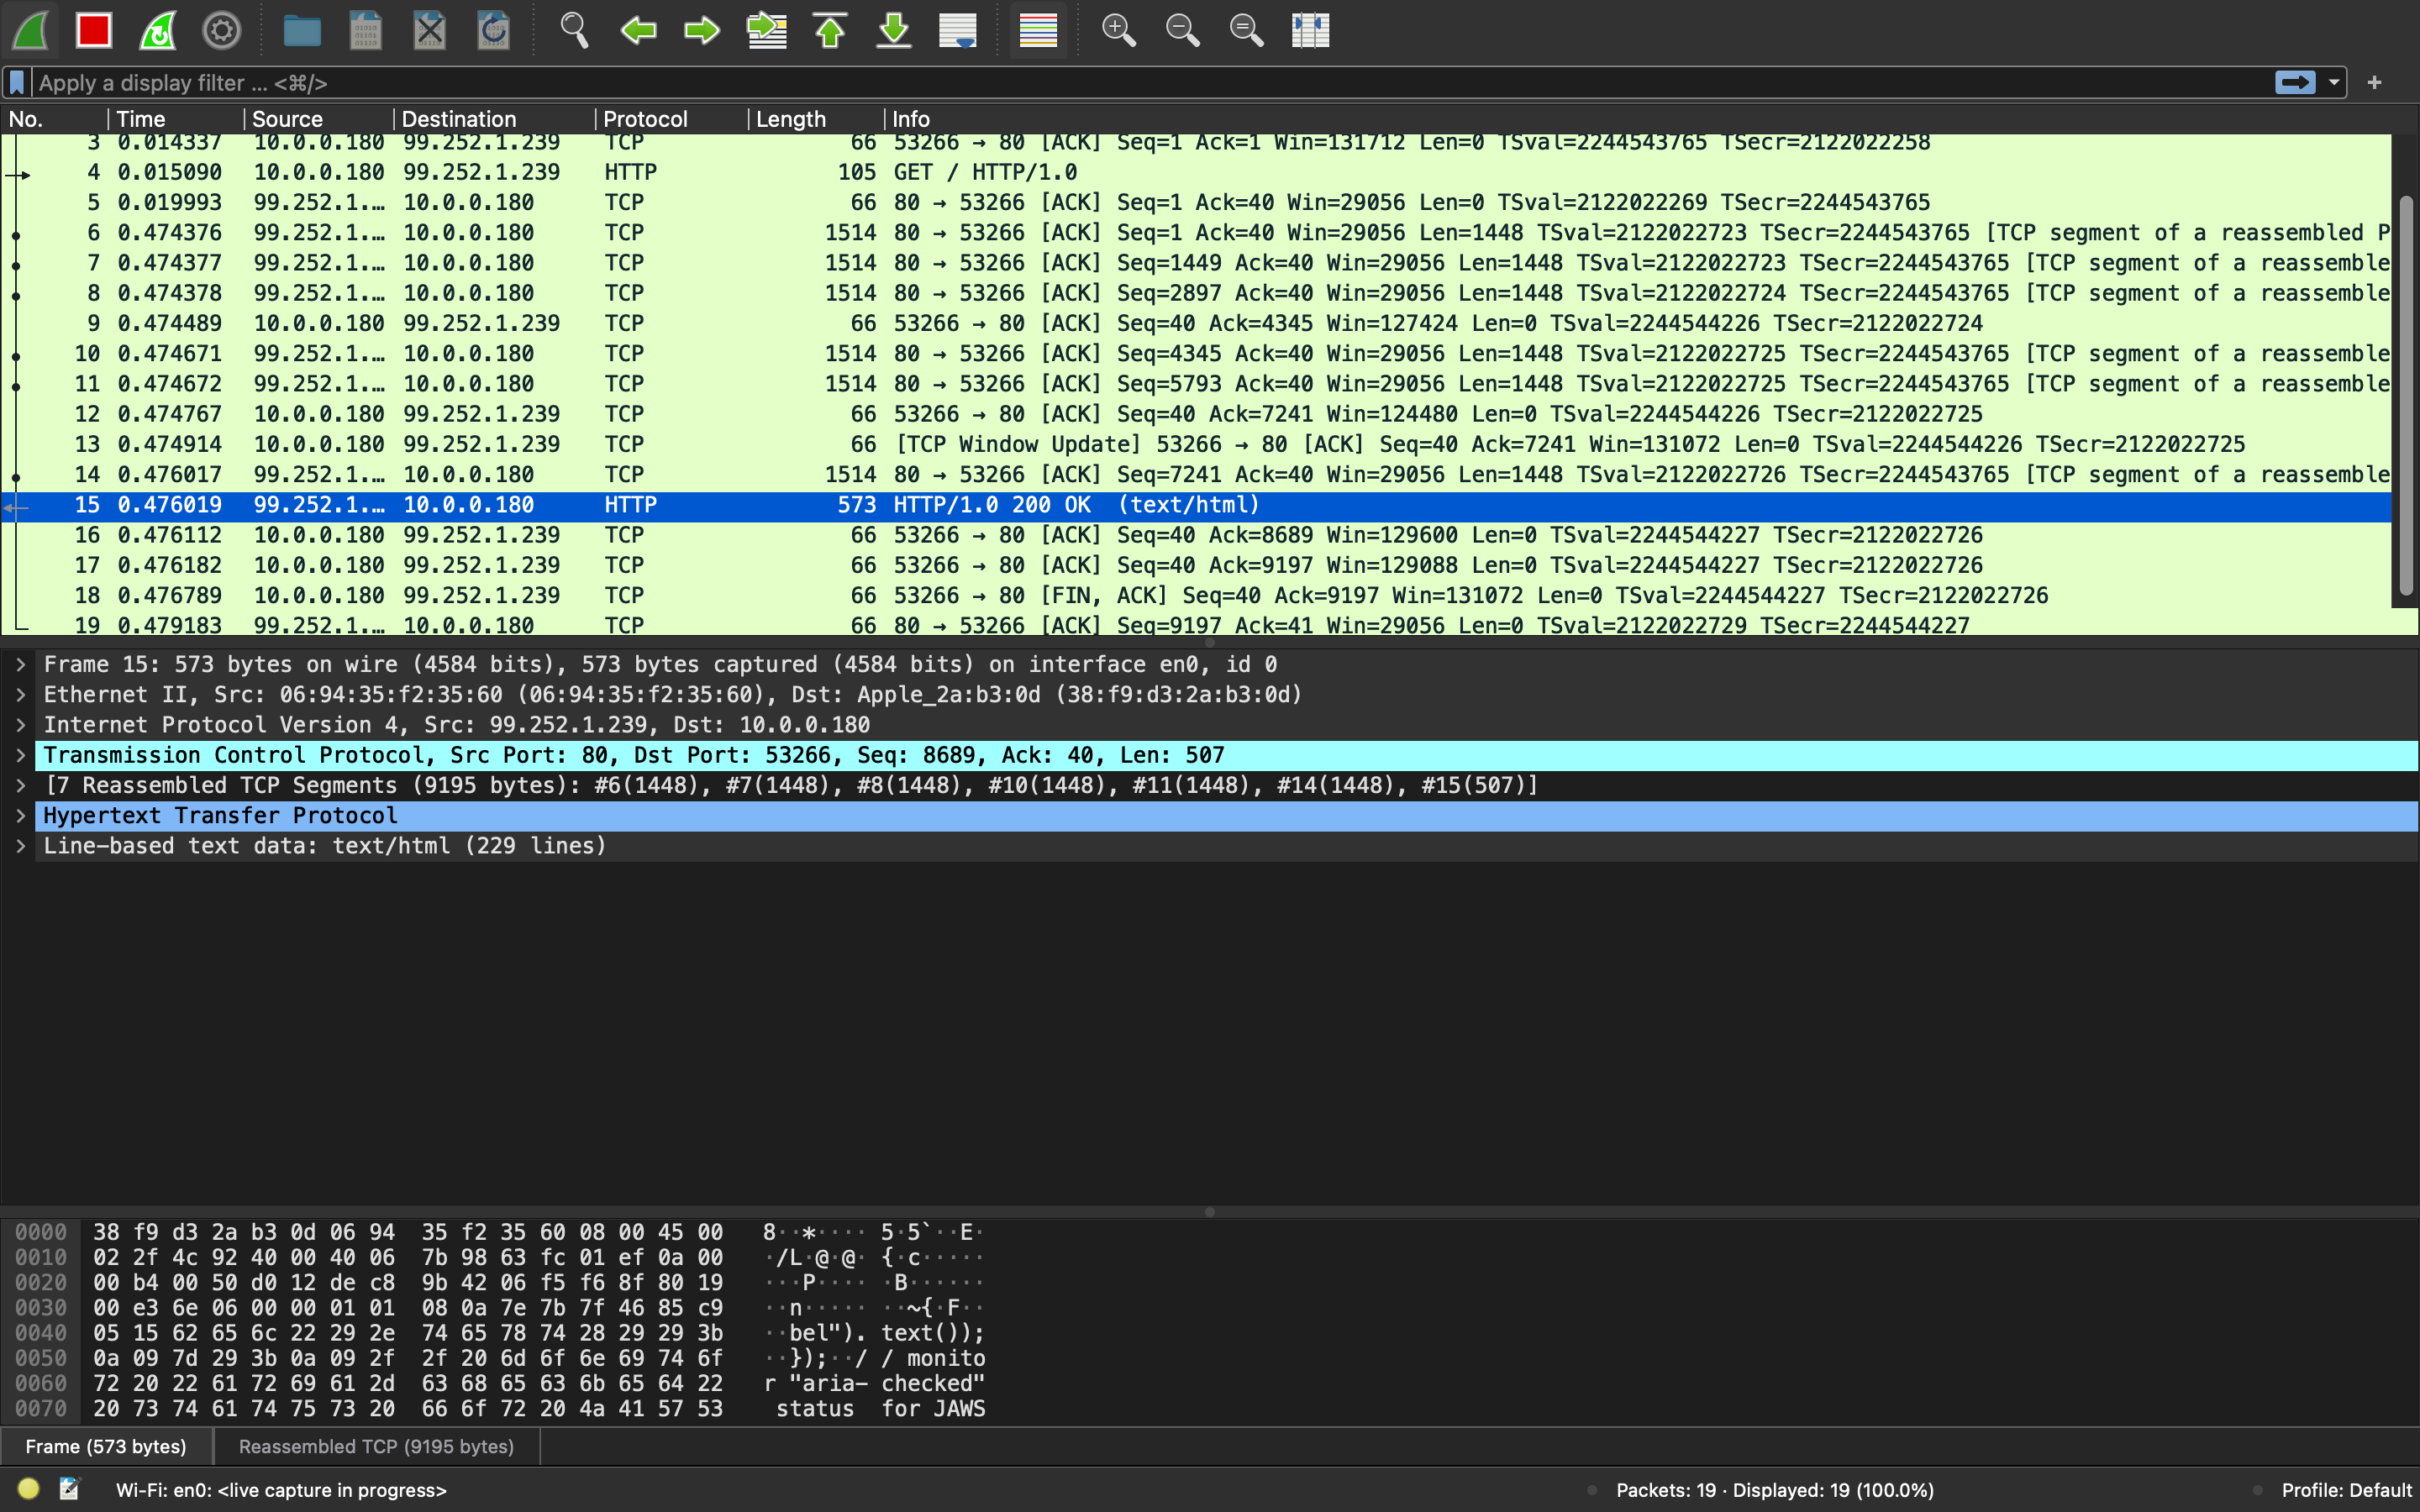 Apply a display filter ... <⌘/>
No. Time Source Destination Protocol Length Info
3 0.014337 10.0.0.180 99.252.1.239 TCP 66 53266 → 80 [ACK] Seq=1 Ack=1 Win=131712 Len=0 TSval=2244543765 TSecr=2122022258
4 0.015090 10.0.0.180 99.252.1.239 HTTP 105 GET / HTTP/1.0
5 0.019993 99.252.1.… 10.0.0.180 TCP 66 80 → 53266 [ACK] Seq=1 Ack=40 Win=29056 Len=0 TSval=2122022269 TSecr=2244543765
6 0.474376 99.252.1.… 10.0.0.180 TCP 1514 80 → 53266 [ACK] Seq=1 Ack=40 Win=29056 Len=1448 TSval=2122022723 TSecr=2244543765 [TCP segment of a reassembled P
7 0.474377 99.252.1.… 10.0.0.180 TCP 1514 80 → 53266 [ACK] Seq=1449 Ack=40 Win=29056 Len=1448 TSval=2122022723 TSecr=2244543765 [TCP segment of a reassemble
8 0.474378 99.252.1.… 10.0.0.180 TCP 1514 80 → 53266 [ACK] Seq=2897 Ack=40 Win=29056 Len=1448 TSval=2122022724 TSecr=2244543765 [TCP segment of a reassemble
9 0.474489 10.0.0.180 99.252.1.239 TCP 66 53266 → 80 [ACK] Seq=40 Ack=4345 Win=127424 Len=0 TSval=2244544226 TSecr=2122022724
10 0.474671 99.252.1.… 10.0.0.180 TCP 1514 80 → 53266 [ACK] Seq=4345 Ack=40 Win=29056 Len=1448 TSval=2122022725 TSecr=2244543765 [TCP segment of a reassemble
11 0.474672 99.252.1.… 10.0.0.180 TCP 1514 80 → 53266 [ACK] Seq=5793 Ack=40 Win=29056 Len=1448 TSval=2122022725 TSecr=2244543765 [TCP segment of a reassemble
12 0.474767 10.0.0.180 99.252.1.239 TCP 66 53266 → 80 [ACK] Seq=40 Ack=7241 Win=124480 Len=0 TSval=2244544226 TSecr=2122022725
13 0.474914 10.0.0.180 99.252.1.239 TCP 66 [TCP Window Update] 53266 → 80 [ACK] Seq=40 Ack=7241 Win=131072 Len=0 TSval=2244544226 TSecr=2122022725
14 0.476017 99.252.1.… 10.0.0.180 TCP 1514 80 → 53266 [ACK] Seq=7241 Ack=40 Win=29056 Len=1448 TSval=2122022726 TSecr=2244543765 [TCP segment of a reassemble
15 0.476019 99.252.1.… 10.0.0.180 HTTP 573 HTTP/1.0 200 OK  (text/html)
16 0.476112 10.0.0.180 99.252.1.239 TCP 66 53266 → 80 [ACK] Seq=40 Ack=8689 Win=129600 Len=0 TSval=2244544227 TSecr=2122022726
17 0.476182 10.0.0.180 99.252.1.239 TCP 66 53266 → 80 [ACK] Seq=40 Ack=9197 Win=129088 Len=0 TSval=2244544227 TSecr=2122022726
18 0.476789 10.0.0.180 99.252.1.239 TCP 66 53266 → 80 [FIN, ACK] Seq=40 Ack=9197 Win=131072 Len=0 TSval=2244544227 TSecr=2122022726
19 0.479183 99.252.1.… 10.0.0.180 TCP 66 80 → 53266 [ACK] Seq=9197 Ack=41 Win=29056 Len=0 TSval=2122022729 TSecr=2244544227
Frame 15: 573 bytes on wire (4584 bits), 573 bytes captured (4584 bits) on interface en0, id 0
Ethernet II, Src: 06:94:35:f2:35:60 (06:94:35:f2:35:60), Dst: Apple_2a:b3:0d (38:f9:d3:2a:b3:0d)
Internet Protocol Version 4, Src: 99.252.1.239, Dst: 10.0.0.180
Transmission Control Protocol, Src Port: 80, Dst Port: 53266, Seq: 8689, Ack: 40, Len: 507
[7 Reassembled TCP Segments (9195 bytes): #6(1448), #7(1448), #8(1448), #10(1448), #11(1448), #14(1448), #15(507)]
Hypertext Transfer Protocol
Line-based text data: text/html (229 lines)
0000 38 f9 d3 2a b3 0d 06 94 35 f2 35 60 08 00 45 00 8··*···· 5·5`··E·
0010 02 2f 4c 92 40 00 40 06 7b 98 63 fc 01 ef 0a 00 ·/L·@·@· {·c·····
0020 00 b4 00 50 d0 12 de c8 9b 42 06 f5 f6 8f 80 19 ···P···· ·B······
0030 00 e3 6e 06 00 00 01 01 08 0a 7e 7b 7f 46 85 c9 ··n····· ··~{·F··
0040 05 15 62 65 6c 22 29 2e 74 65 78 74 28 29 29 3b ··bel"). text());
0050 0a 09 7d 29 3b 0a 09 2f 2f 20 6d 6f 6e 69 74 6f ··});··/ / monito
0060 72 20 22 61 72 69 61 2d 63 68 65 63 6b 65 64 22 r "aria- checked"
0070 20 73 74 61 74 75 73 20 66 6f 72 20 4a 41 57 53 status for JAWS
Frame (573 bytes) Reassembled TCP (9195 bytes)
Wi-Fi: en0: <live capture in progress> Packets: 19 · Displayed: 19 (100.0%) Profile: Default